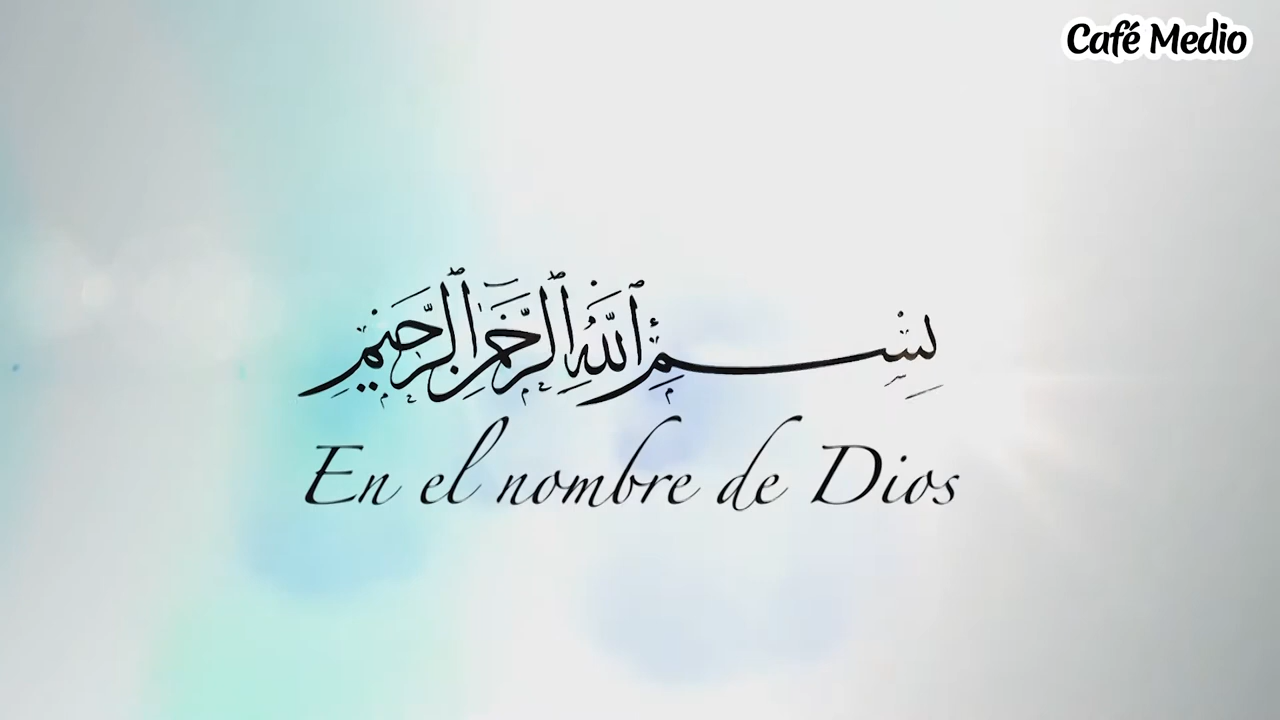 Café Medio
بِسْمِ ٱللَّهِ ٱلرَّحْمَٰنِ ٱلرَّحِيمِ
En el nombre de Dios